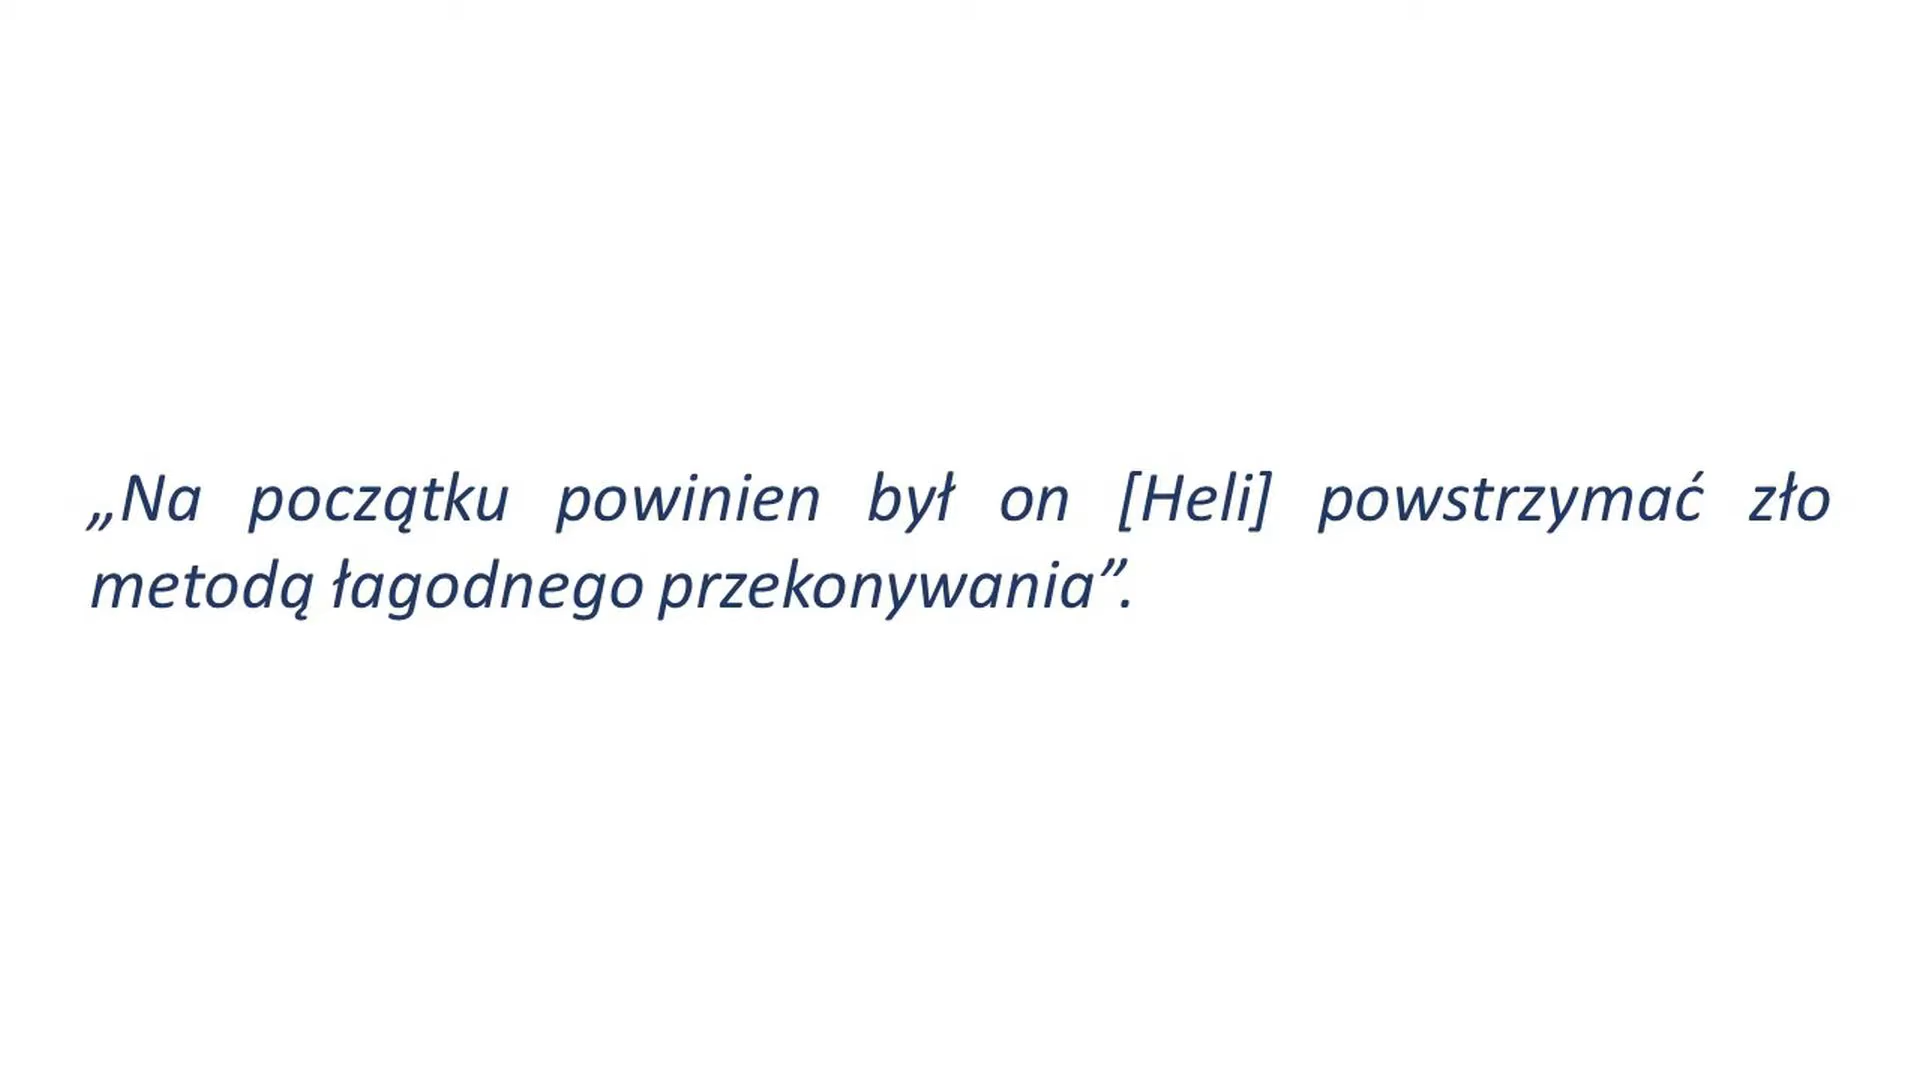 „Na początku powinien był on [Heli] powstrzymać zło
metodą łagodnego przekonywania”.